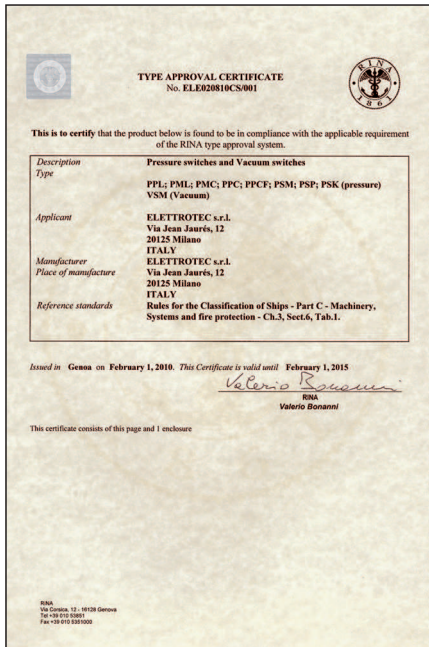 RINA
1861
TYPE APPROVAL CERTIFICATE
No. ELE020810CS/001
This is to certify that the product below is found to be in compliance with the applicable requirement
of the RINA type approval system.
Description Pressure switches and Vacuum switches
Type
PPL; PML; PMC; PPC; PPCF; PSM; PSP; PSK (pressure)
VSM (Vacuum)
Applicant ELETTROTEC s.r.l.
Via Jean Jaurés, 12
20125 Milano
ITALY
Manufacturer ELETTROTEC s.r.l.
Place of manufacture Via Jean Jaurés, 12
20125 Milano
ITALY
Reference standards Rules for the Classification of Ships - Part C - Machinery,
Systems and fire protection - Ch.3, Sect.6, Tab.1.
Issued in Genoa on February 1, 2010. This Certificate is valid until February 1, 2015
Valerio Bonanni
RINA
Valerio Bonanni
This certificate consists of this page and 1 enclosure
RINA
Via Corsica, 12 - 16128 Genova
Tel +39 010 53851
Fax +39 010 5351000